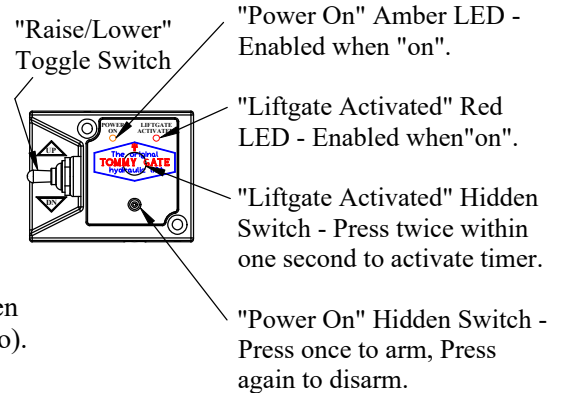 "Raise/Lower"
Toggle Switch
"Power On" Amber LED -
Enabled when "on".
"Liftgate Activated" Red
LED - Enabled when"on".
"Liftgate Activated" Hidden
Switch - Press twice within
one second to activate timer.
"Power On" Hidden Switch -
Press once to arm, Press
again to disarm.
UP
DN
POWER
ON
LIFTGATE
ACTIVATED
The original
TOMMY GATE
hydraulic lift
en
o).